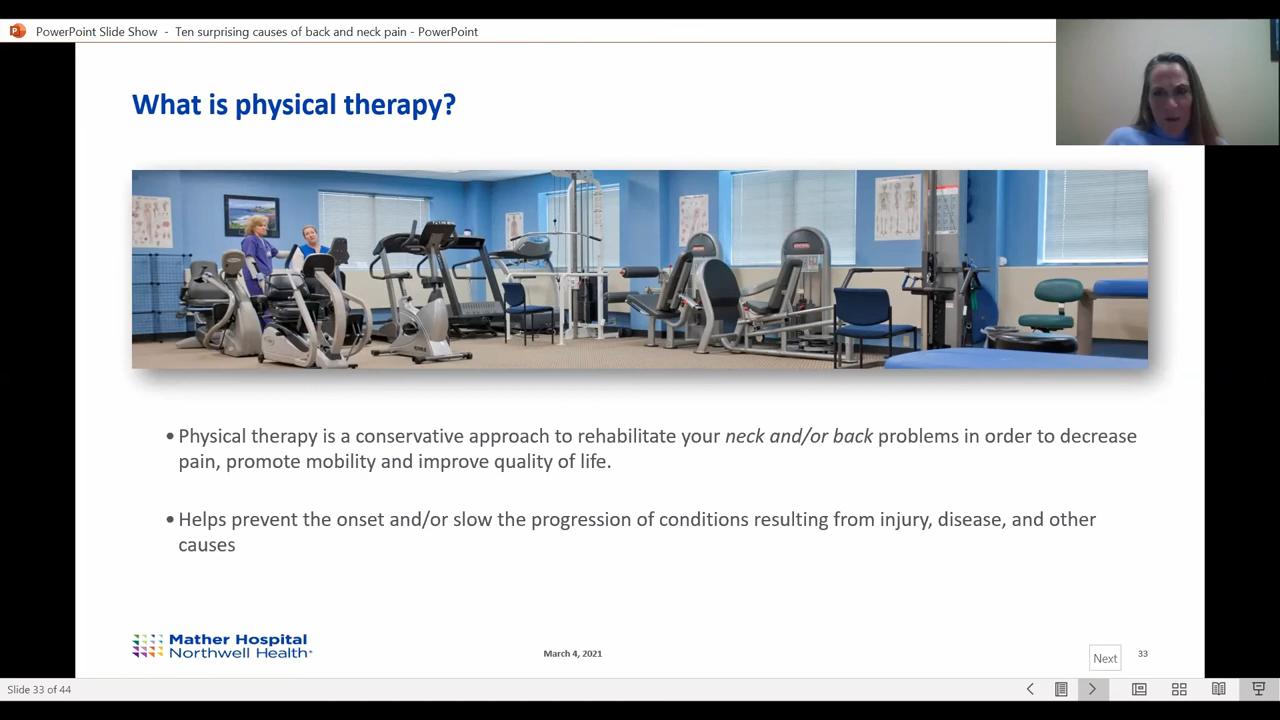 PowerPoint Slide Show - Ten surprising causes of back and neck pain - PowerPoint
What is physical therapy?
• Physical therapy is a conservative approach to rehabilitate your neck and/or back problems in order to decrease
pain, promote mobility and improve quality of life.
• Helps prevent the onset and/or slow the progression of conditions resulting from injury, disease, and other
causes
Mather Hospital
Northwell Health
March 4, 2021
Next
33
Slide 33 of 44